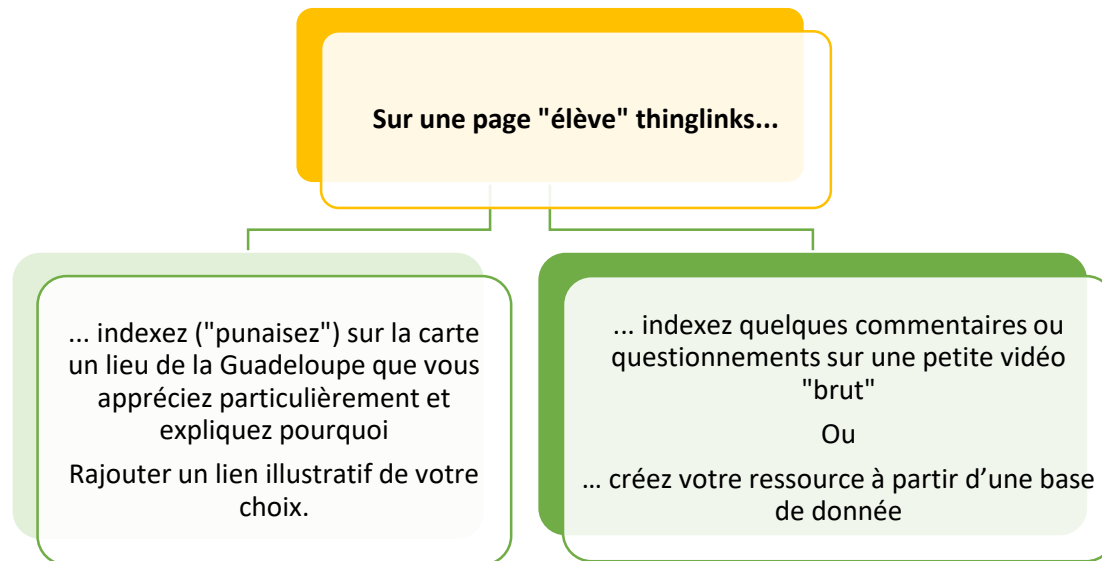 Sur une page "élève" thinglinks...
... indexez ("punaisez") sur la carte
un lieu de la Guadeloupe que vous
appréciez particulièrement et
expliquez pourquoi
Rajouter un lien illustratif de votre
choix.
... indexez quelques commentaires ou
questionnements sur une petite vidéo
"brut"
Ou
… créez votre ressource à partir d’une base
de donnée